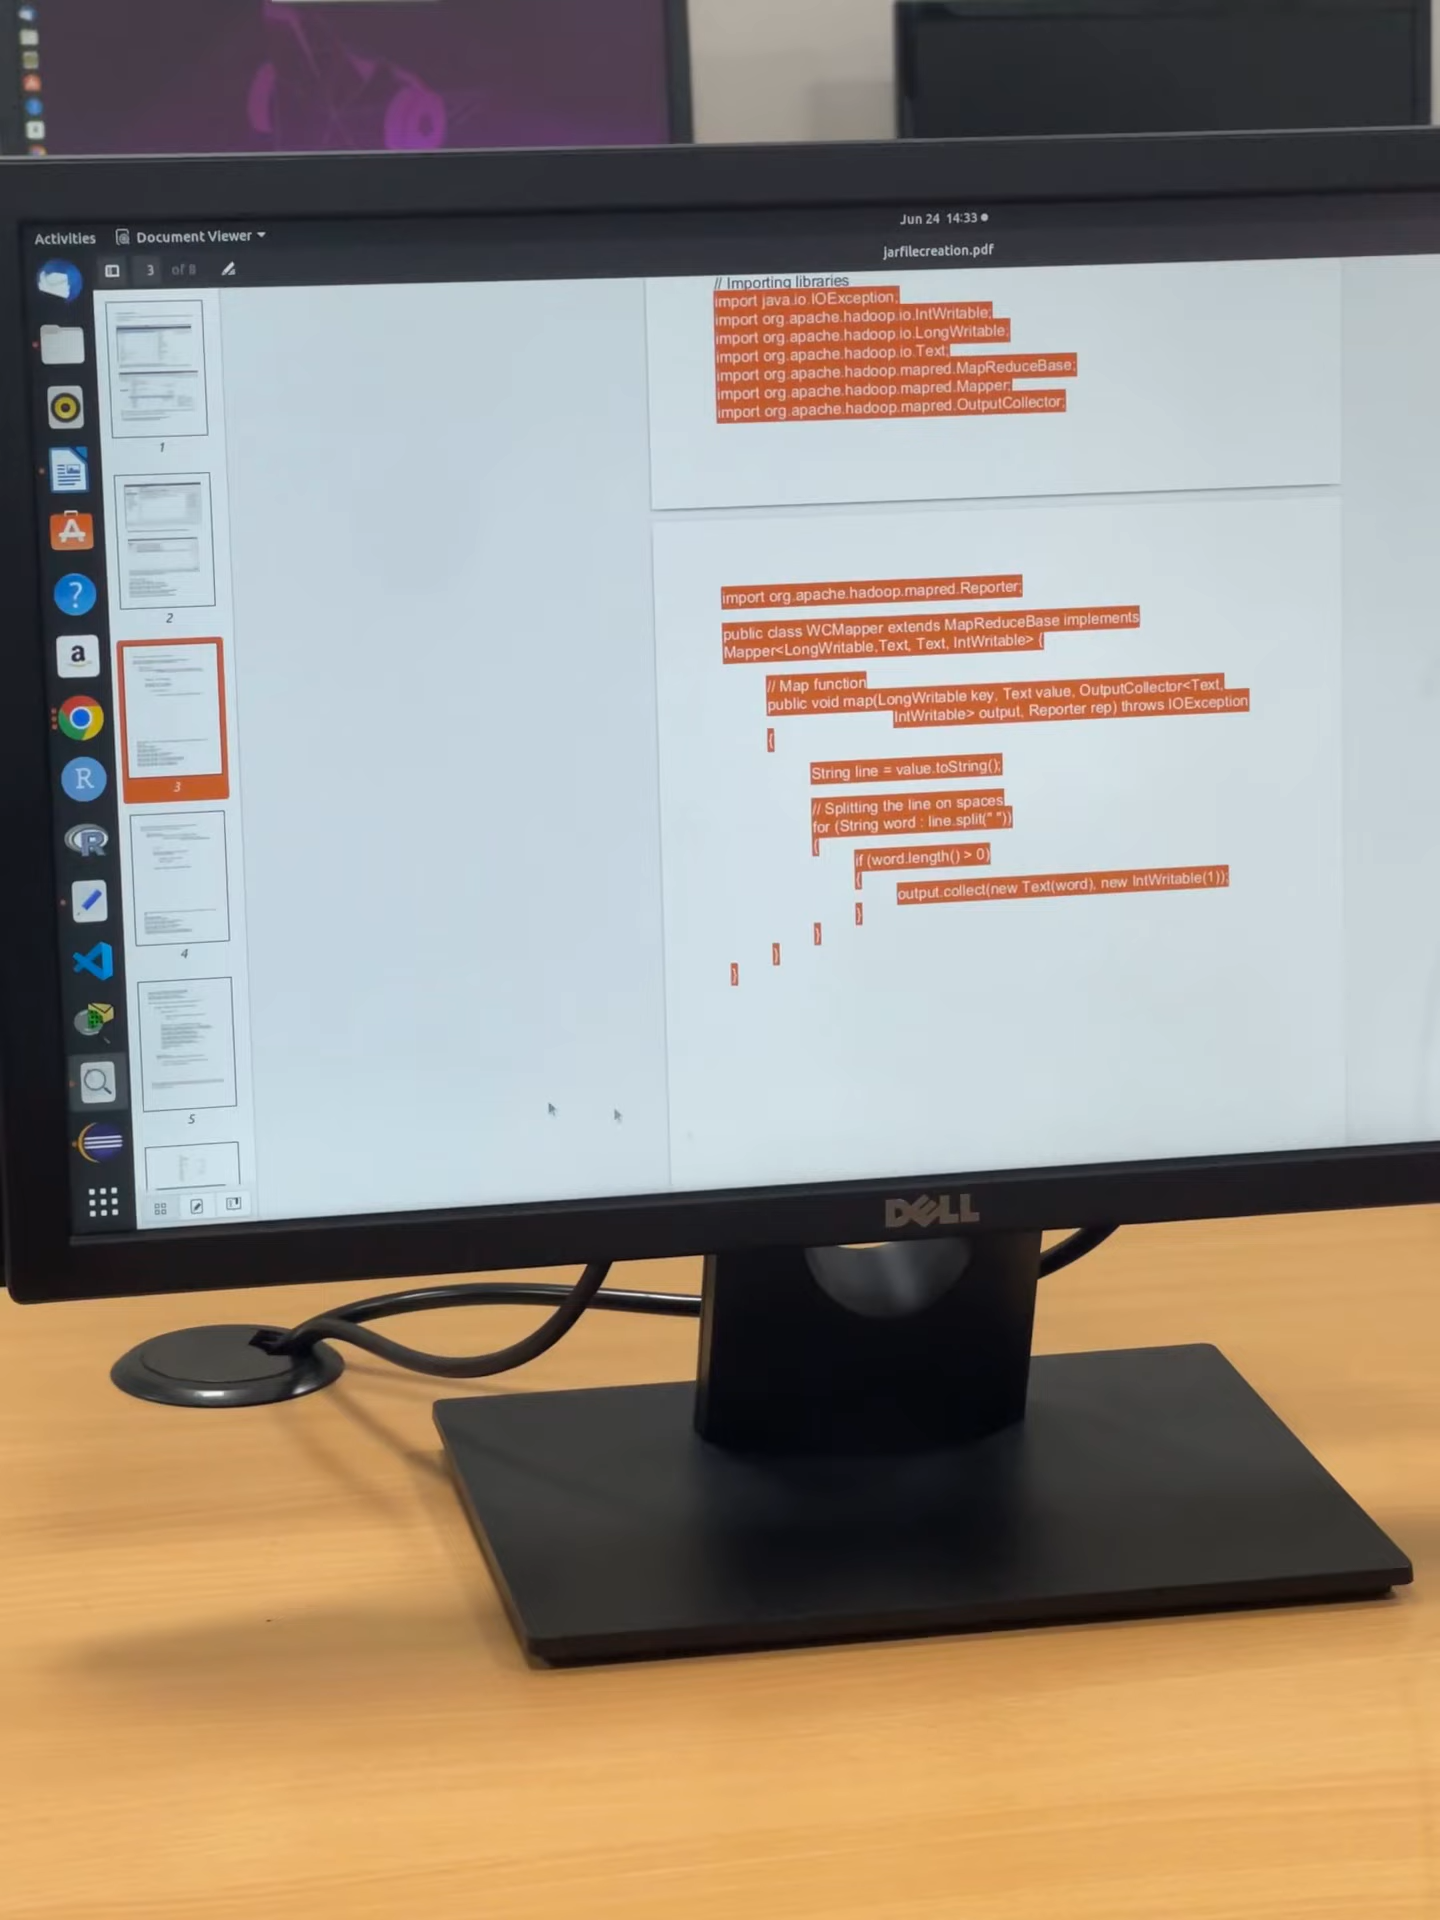 Activities Document Viewer Jun 24 14:33
3 of 8 jarfilecreation.pdf
// Importing libraries
import java.io.IOException;
import org.apache.hadoop.io.IntWritable;
import org.apache.hadoop.io.LongWritable;
import org.apache.hadoop.io.Text;
import org.apache.hadoop.mapred.MapReduceBase;
import org.apache.hadoop.mapred.Mapper;
import org.apache.hadoop.mapred.OutputCollector;
import org.apache.hadoop.mapred.Reporter;
public class WCMapper extends MapReduceBase implements
Mapper<LongWritable,Text, Text, IntWritable> {
// Map function
public void map(LongWritable key, Text value, OutputCollector<Text,
IntWritable> output, Reporter rep) throws IOException
{
String line = value.toString();
// Splitting the line on spaces
for (String word : line.split(" "))
{
if (word.length() > 0)
{
output.collect(new Text(word), new IntWritable(1));
}
}
}
}
1
2
3
4
5
DELL